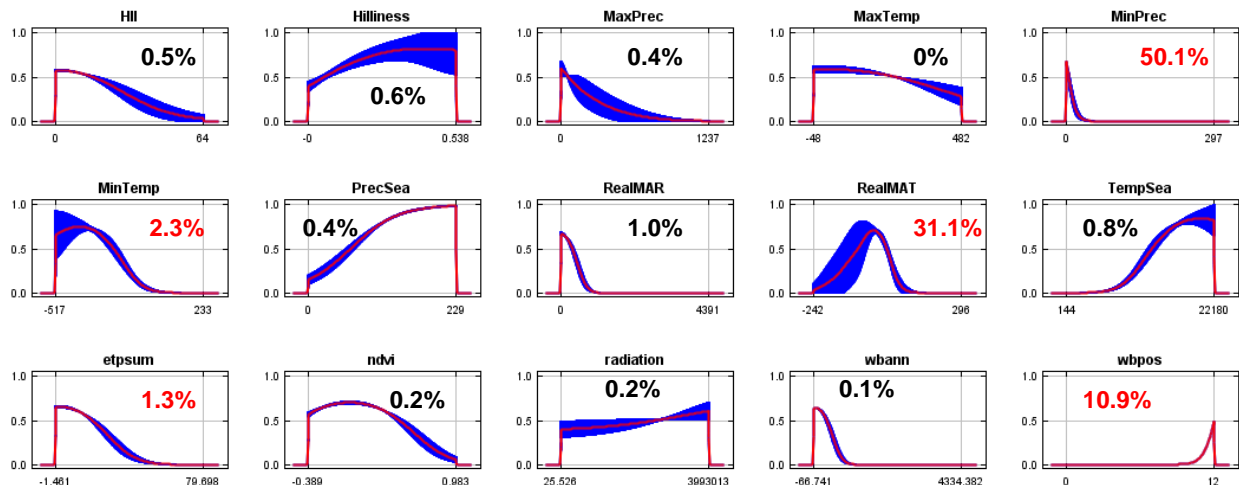 HII Hilliness MaxPrec MaxTemp MinPrec
1.0 1.0 1.0 1.0 1.0
0.5% 0.4% 0% 50.1%
0.5 0.5 0.5 0.5 0.5
0.6%
0.0 0.0 0.0 0.0 0.0
0 64 -0 0.538 0 1237 -48 482 0 297
MinTemp PrecSea RealMAR RealMAT TempSea
1.0 1.0 1.0 1.0 1.0
2.3% 0.4% 1.0% 31.1% 0.8%
0.5 0.5 0.5 0.5 0.5
0.0 0.0 0.0 0.0 0.0
-517 233 0 229 0 4391 -242 296 144 22180
etpsum ndvi radiation wbann wbpos
1.0 1.0 1.0 1.0 1.0
1.3% 0.2% 0.2% 0.1% 10.9%
0.5 0.5 0.5 0.5 0.5
0.0 0.0 0.0 0.0 0.0
-1.461 79.698 -0.389 0.983 25.526 3993013 -66.741 4334.382 0 12